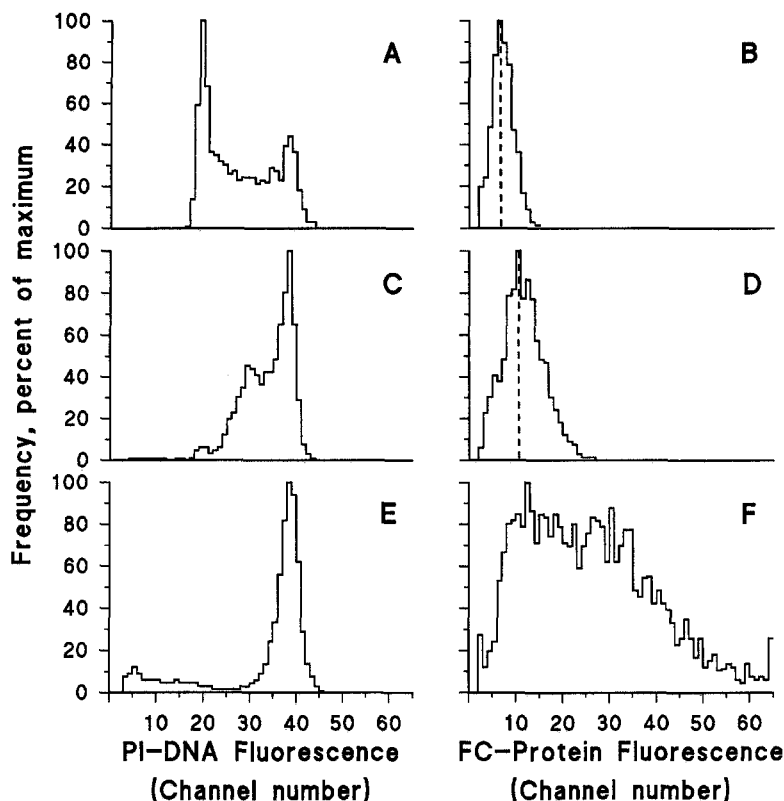 Frequency, percent of maximum
100
80
60
40
20
0
A
B
100
80
60
40
20
0
C
D
100
80
60
40
20
0
E
F
10 20 30 40 50 60
10 20 30 40 50 60
PI-DNA Fluorescence
(Channel number)
FC-Protein Fluorescence
(Channel number)